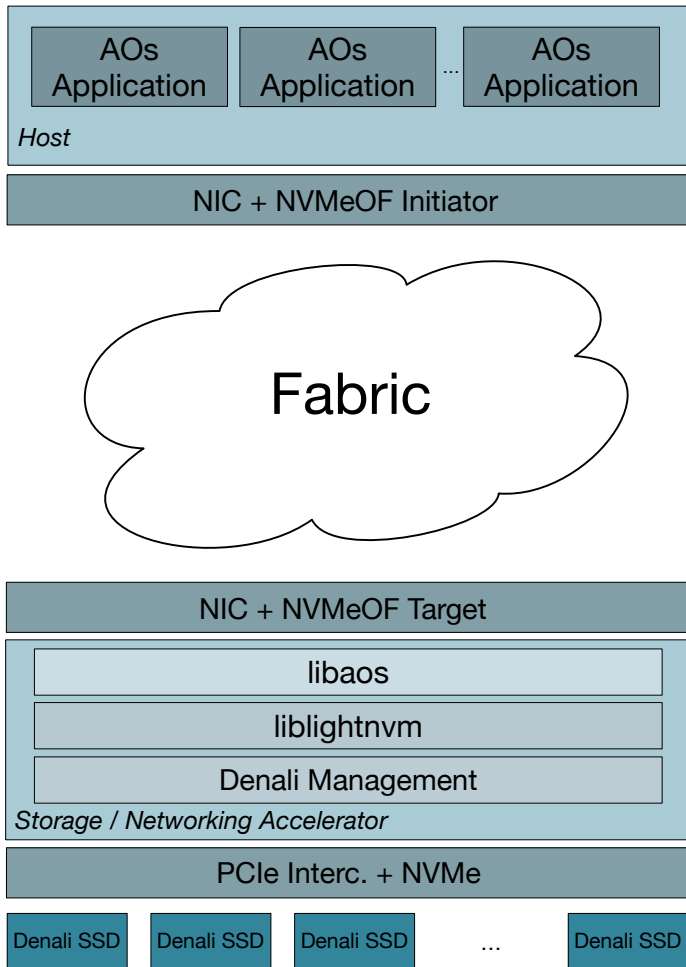 AOs
Application
AOs
Application
...
AOs
Application
Host
NIC + NVMeOF Initiator
Fabric
NIC + NVMeOF Target
libaos
liblightnvm
Denali Management
Storage / Networking Accelerator
PCIe Interc. + NVMe
Denali SSD
Denali SSD
Denali SSD
...
Denali SSD